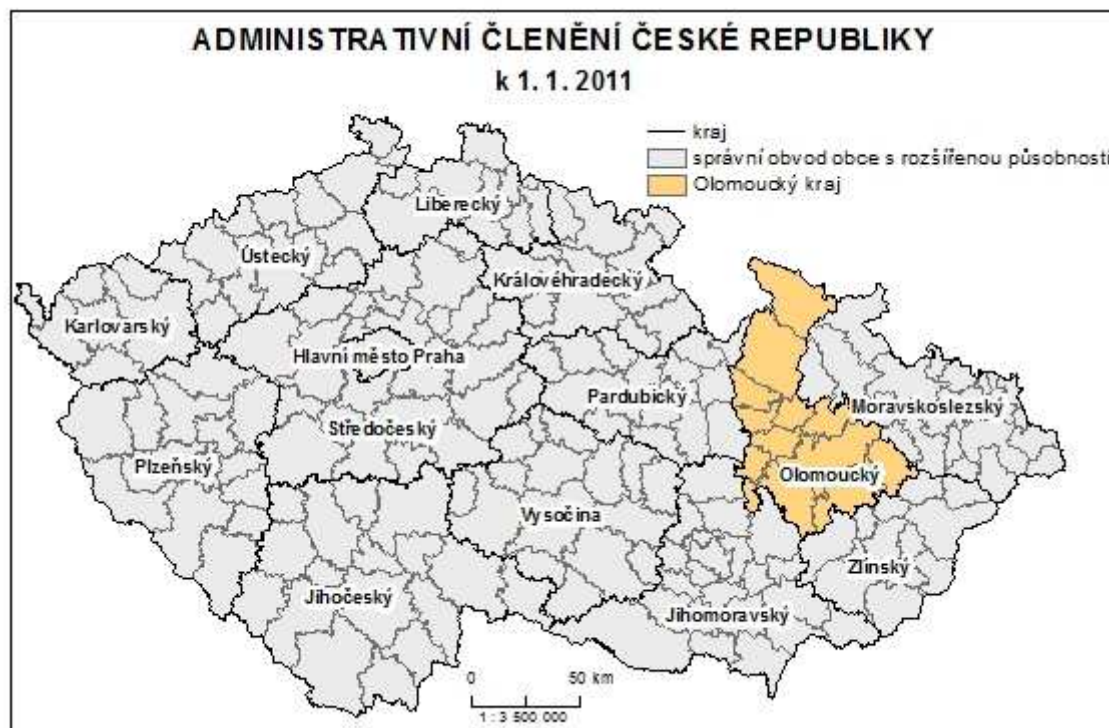 ADMINISTRATIVNÍ ČLENĚNÍ ČESKÉ REPUBLIKY
k 1. 1. 2011
kraj
správní obvod obce s rozšířenou působností
Olomoucký kraj
Liberecký
Ústecký
Královéhradecký
Karlovarský
Hlavní město Praha
Pardubický
Moravskoslezský
Středočeský
Plzeňský
Olomoucký
Vysočina
Zlínský
Jihočeský
Jihomoravský
0 50 km
1 : 3 500 000